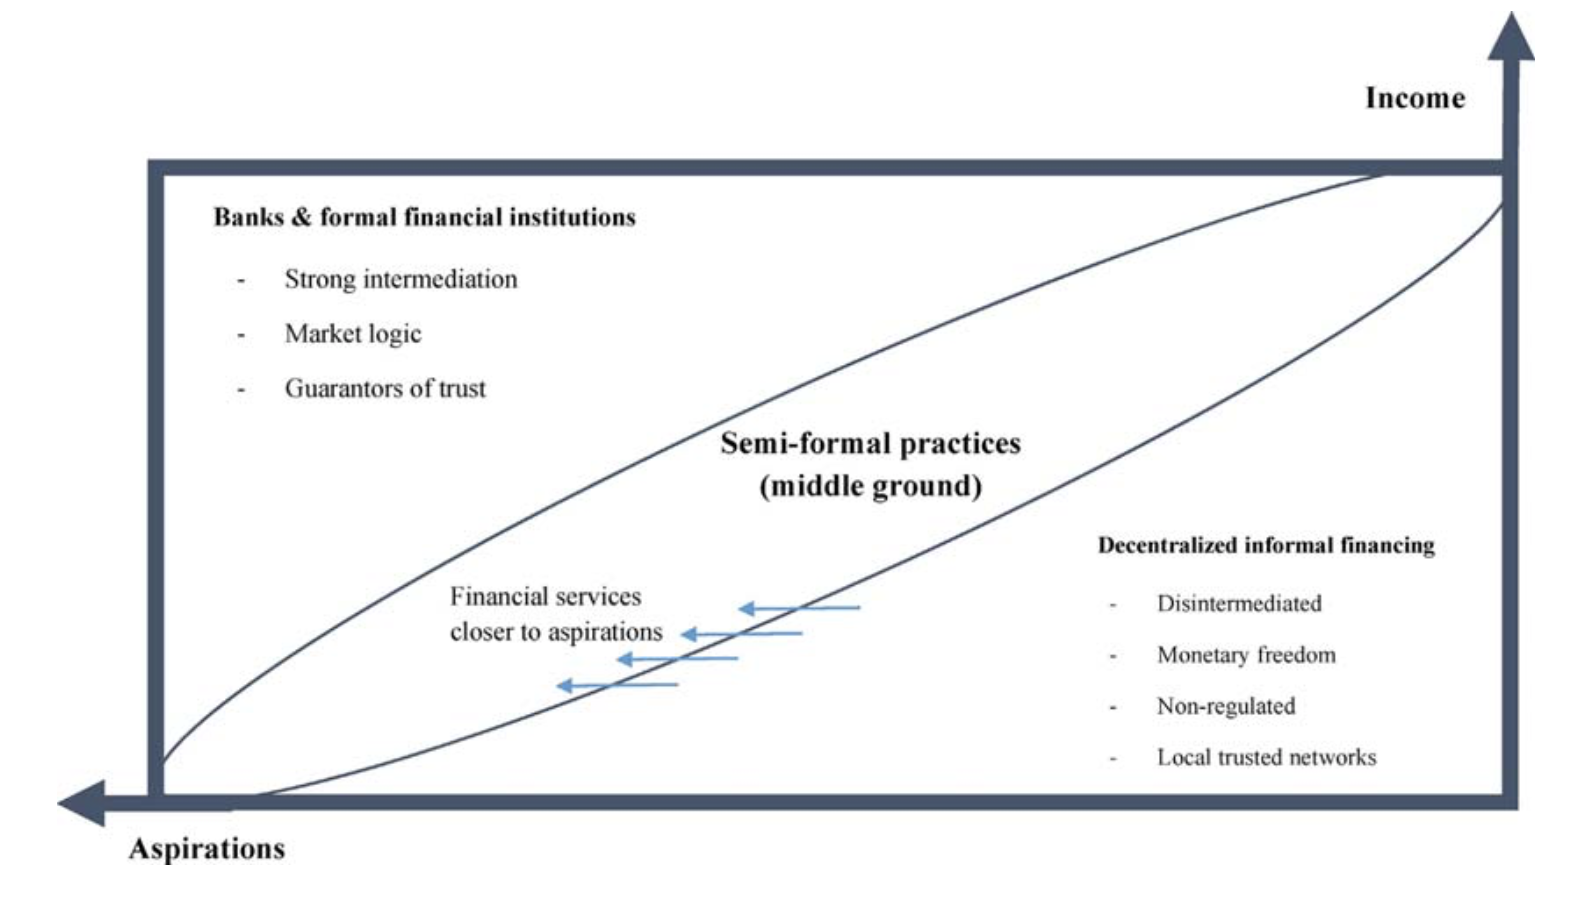 Income
Banks & formal financial institutions
- Strong intermediation
- Market logic
- Guarantors of trust
Semi-formal practices
(middle ground)
Financial services
closer to aspirations
Decentralized informal financing
- Disintermediated
- Monetary freedom
- Non-regulated
- Local trusted networks
Aspirations